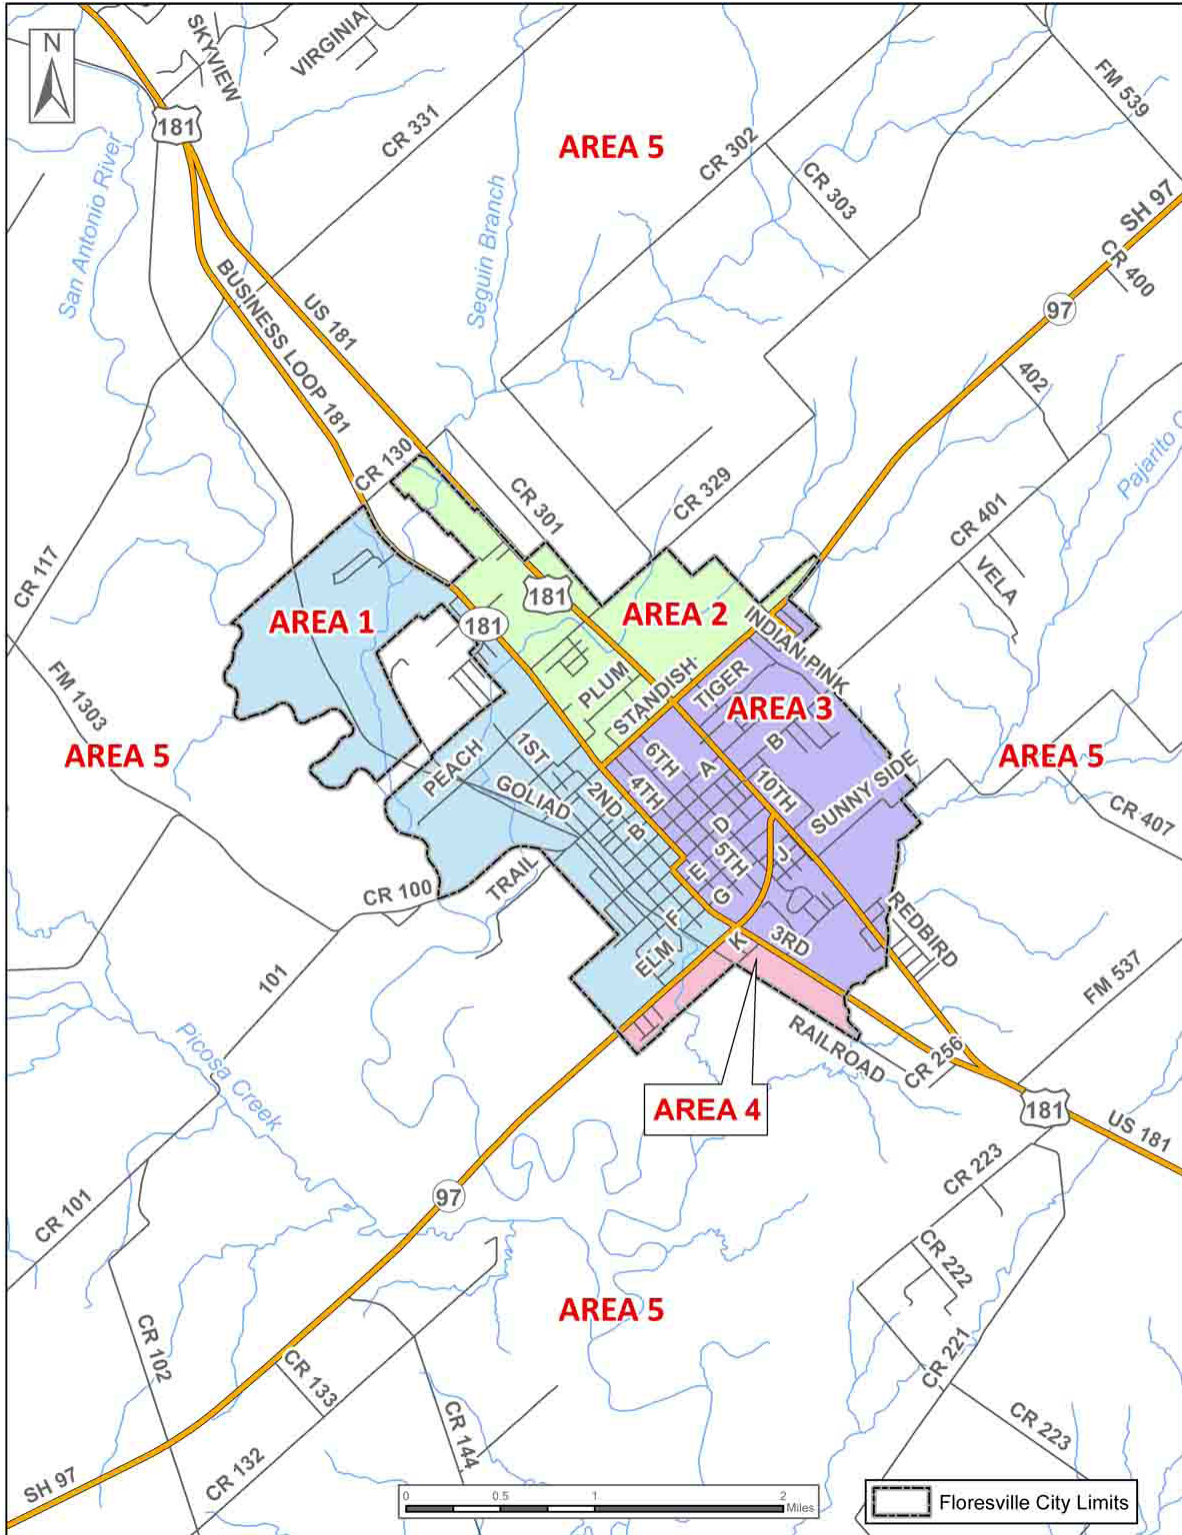 N
SKYVIEW
VIRGINIA
181
CR 331
AREA 5
CR 302
CR 303
FM 539
SH 97
CR 400
97
402
San Antonio River
Seguin Branch
BUSINESS LOOP 181
US 181
CR 130
CR 301
CR 329
CR 401
VELA
Pajarito C
CR 117
FM 1303
AREA 5
AREA 1
181
181
AREA 2
INDIAN PINK
PLUM
STANDISH
TIGER
AREA 3
AREA 5
CR 407
PEACH
1ST
GOLIAD
2ND
B
4TH
6TH
A
B
10TH
SUNNY SIDE
D
5TH
J
E
G
F
ELM
K
3RD
REDBIRD
FM 537
CR 100
TRAIL
101
Picosa Creek
RAILROAD
CR 256
AREA 4
181
US 181
CR 101
97
CR 223
CR 222
CR 221
CR 223
AREA 5
CR 102
CR 133
CR 132
CR 144
SH 97
0 0.5 1 2
Miles
Floresville City Limits